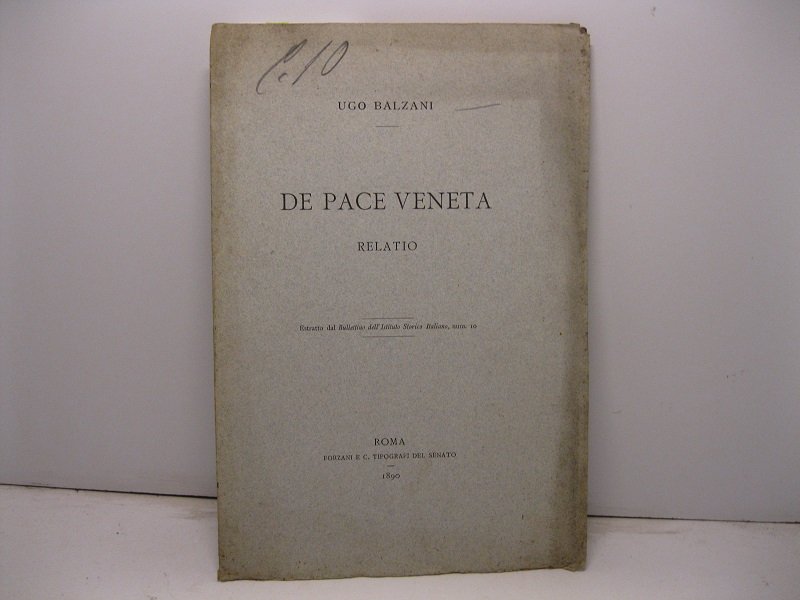 C. 10
UGO BALZANI
DE PACE VENETA
RELATIO
Estratto dal Bullettino dell'Istituto Storico Italiano, num. 10
ROMA
FORZANI E C. TIPOGRAFI DEL SENATO
1890